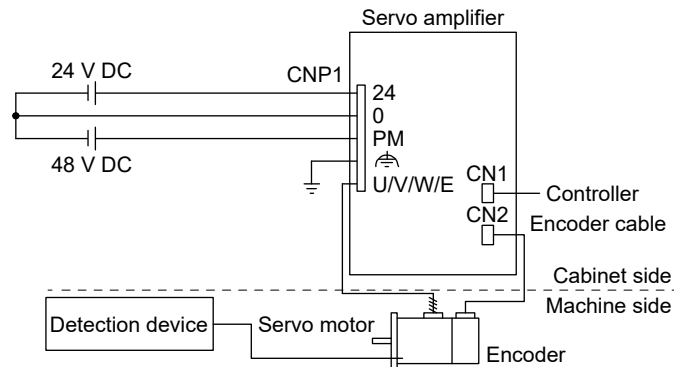 Servo amplifier
24 V DC
CNP1
24
0
PM
48 V DC
U/V/W/E
CN1
Controller
CN2
Encoder cable
Cabinet side
Machine side
Detection device
Servo motor
Encoder